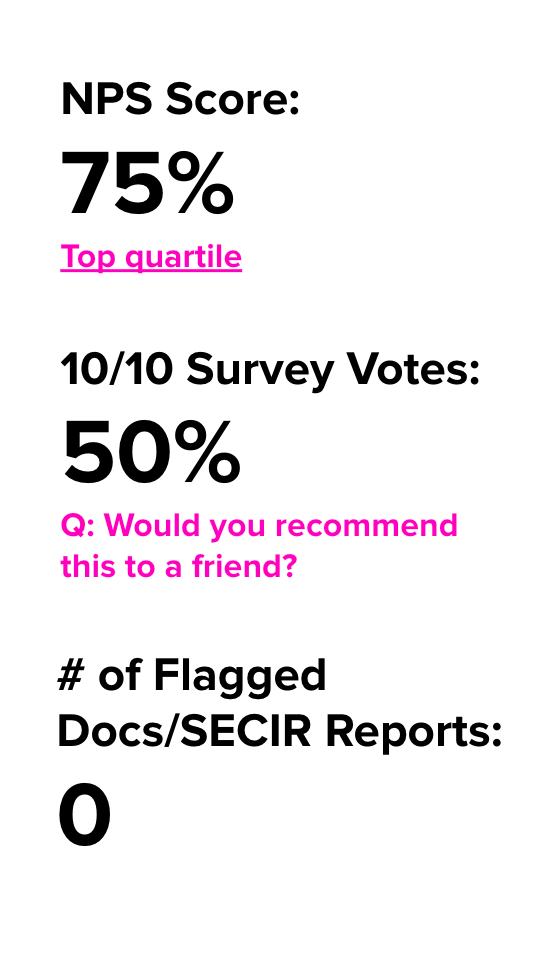 NPS Score:
75%
Top quartile
10/10 Survey Votes:
50%
Q: Would you recommend
this to a friend?
# of Flagged
Docs/SECIR Reports:
0